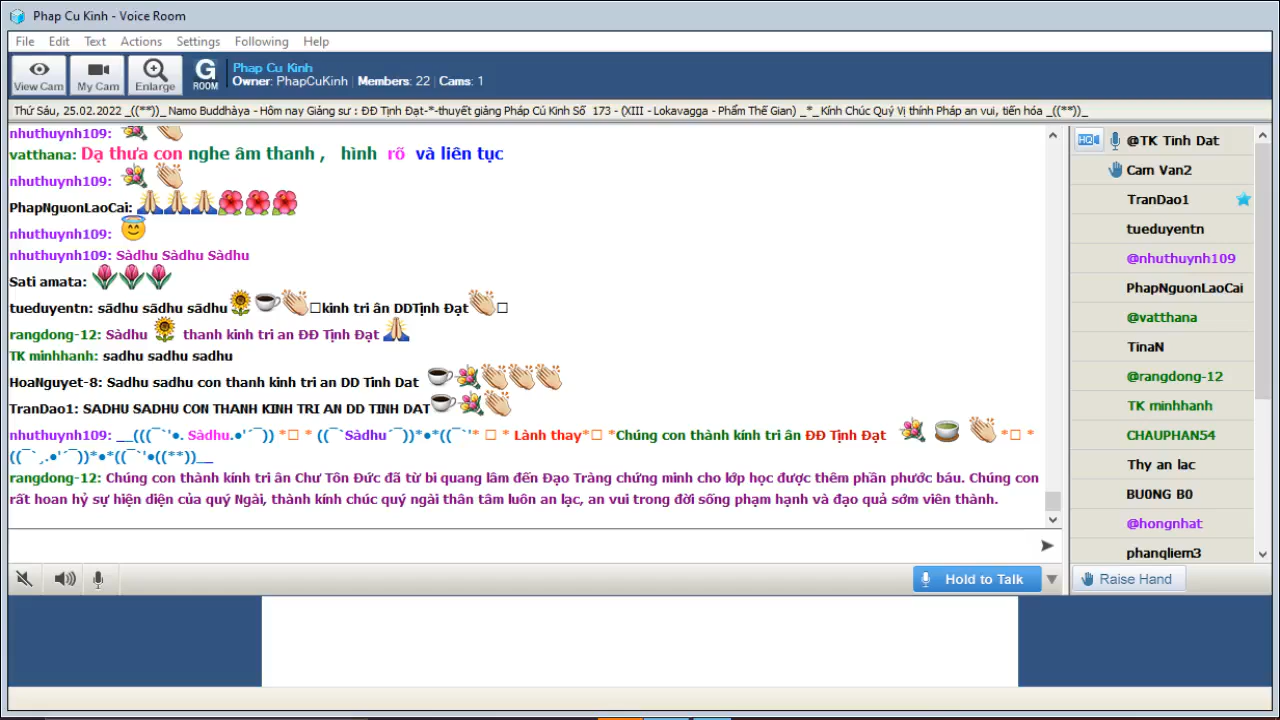 Phap Cu Kinh - Voice Room
File Edit Text Actions Settings Following Help
View Cam My Cam Enlarge G ROOM
Phap Cu Kinh
Owner: PhapCuKinh | Members: 22 | Cams: 1
Thứ Sáu, 25.02.2022 _((**))_ Namo Buddhàya - Hôm nay Giảng sư : ĐĐ Tịnh Đạt-*-thuyết giảng Pháp Cú Kinh Số 173 - (XIII - Lokavagga - Phẩm Thế Gian) _*_ Kính Chúc Quý Vị thính Pháp an vui, tiến hóa _((**))_
nhuthuynh109:
vatthana: Dạ thưa con nghe âm thanh , hình rõ và liên tục
nhuthuynh109:
PhapNguonLaoCai:
nhuthuynh109:
nhuthuynh109: Sàdhu Sàdhu Sàdhu
Sati amata:
tueduyentn: sãdhu sãdhu sãdhu kinh tri ân DDTịnh Đạt
rangdong-12: Sàdhu thanh kinh tri an ĐĐ Tịnh Đạt
TK minhhanh: sadhu sadhu sadhu
HoaNguyet-8: Sadhu sadhu con thanh kinh tri an DD Tinh Dat
TranDao1: SADHU SADHU CON THANH KINH TRI AN DD TINH DAT
nhuthuynh109: __(((¯`'●. Sàdhu.●'´¯)) *□ * ((¯`Sàdhu´¯))*●*((¯`'* □ * Lành thay*□ *Chúng con thành kính tri ân ĐĐ Tịnh Đạt *□ *
((¯`¸.●'´¯))*●*((¯`'●((**))__
rangdong-12: Chúng con thành kính tri ân Chư Tôn Đức đã từ bi quang lâm đến Đạo Tràng chứng minh cho lớp học được thêm phần phước báu. Chúng con
rất hoan hỷ sự hiện diện của quý Ngài, thành kính chúc quý ngài thân tâm luôn an lạc, an vui trong đời sống phạm hạnh và đạo quả sớm viên thành.
Hold to Talk
HQ @TK Tinh Dat
Cam Van2
TranDao1
tueduyentn
@nhuthuynh109
PhapNguonLaoCai
@vatthana
TinaN
@rangdong-12
TK minhhanh
CHAUPHAN54
Thy an lac
BU0NG B0
@hongnhat
phanqliem3
Raise Hand